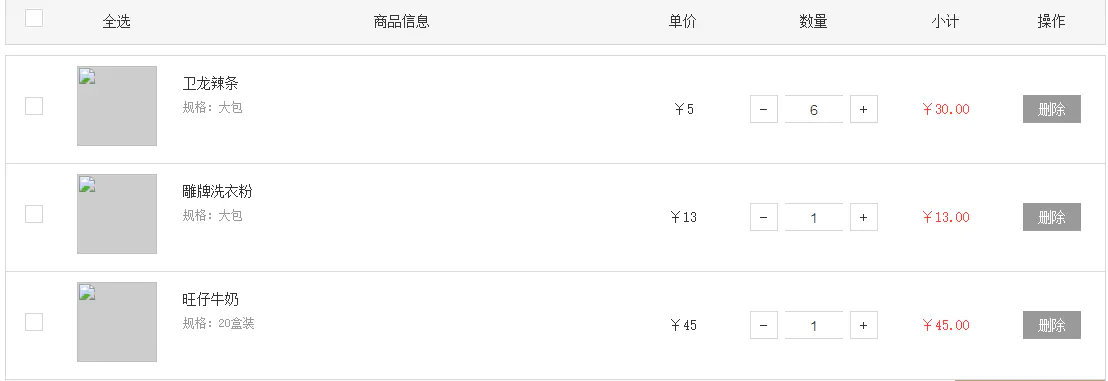 全选 商品信息 单价 数量 小计 操作
卫龙辣条
规格：大包
￥5 － 6 ＋ ￥30.00 删除
雕牌洗衣粉
规格：大包
￥13 － 1 ＋ ￥13.00 删除
旺仔牛奶
规格：20盒装
￥45 － 1 ＋ ￥45.00 删除